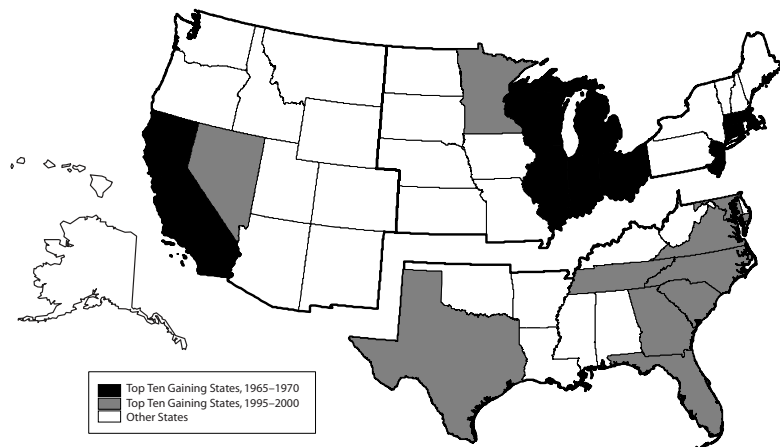 Top Ten Gaining States, 1965–1970
Top Ten Gaining States, 1995–2000
Other States